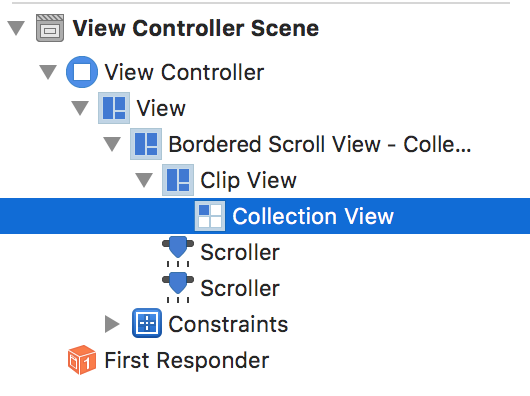 View Controller Scene
View Controller
View
Bordered Scroll View - Colle...
Clip View
Collection View
Scroller
Scroller
Constraints
First Responder